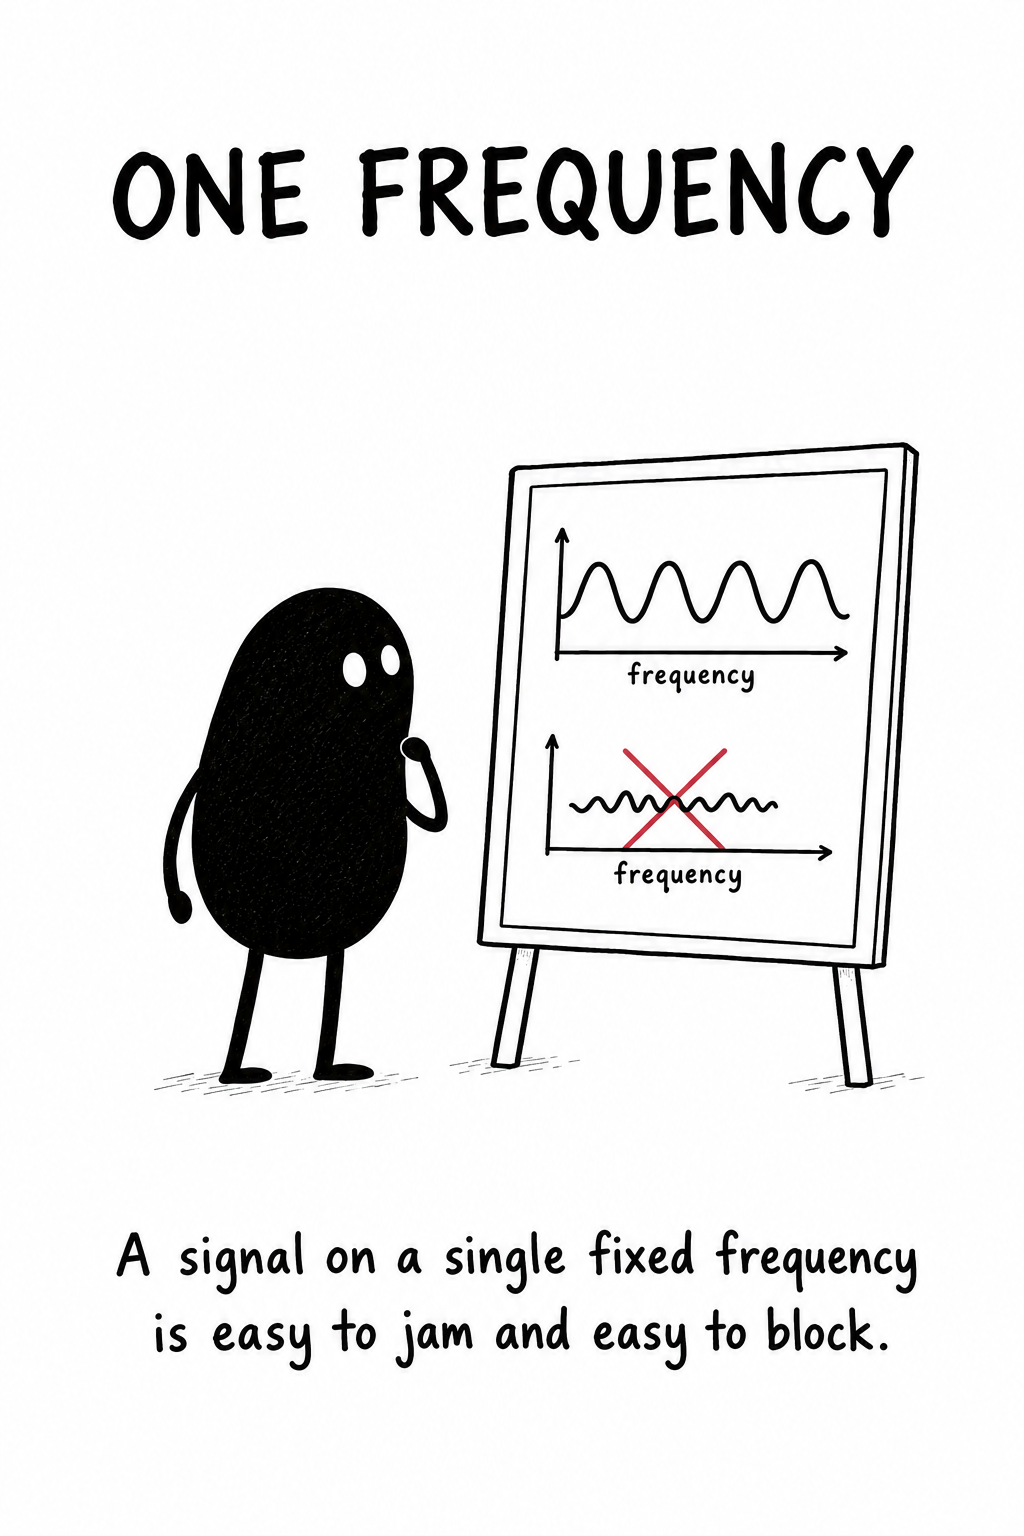 ONE FREQUENCY
frequency
frequency
A signal on a single fixed frequency
is easy to jam and easy to block.